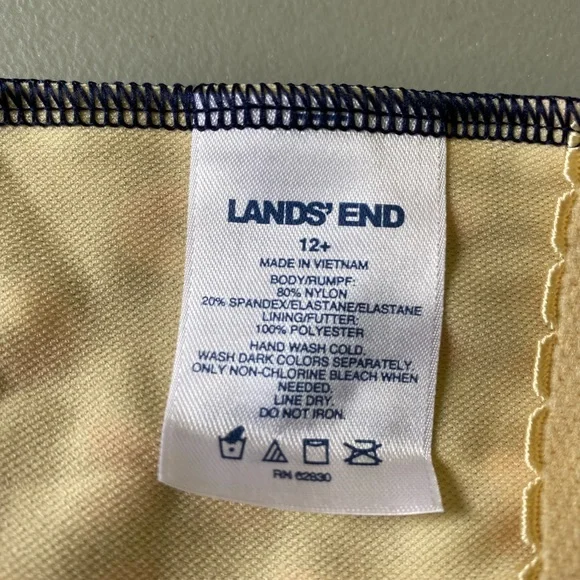 LANDS' END
12+
MADE IN VIETNAM
BODY/RUMPF:
80% NYLON
20% SPANDEX/ELASTANE/ELASTANE
LINING/FUTTER:
100% POLYESTER
HAND WASH COLD.
WASH DARK COLORS SEPARATELY.
ONLY NON-CHLORINE BLEACH WHEN
NEEDED.
LINE DRY.
DO NOT IRON.
RN 62830